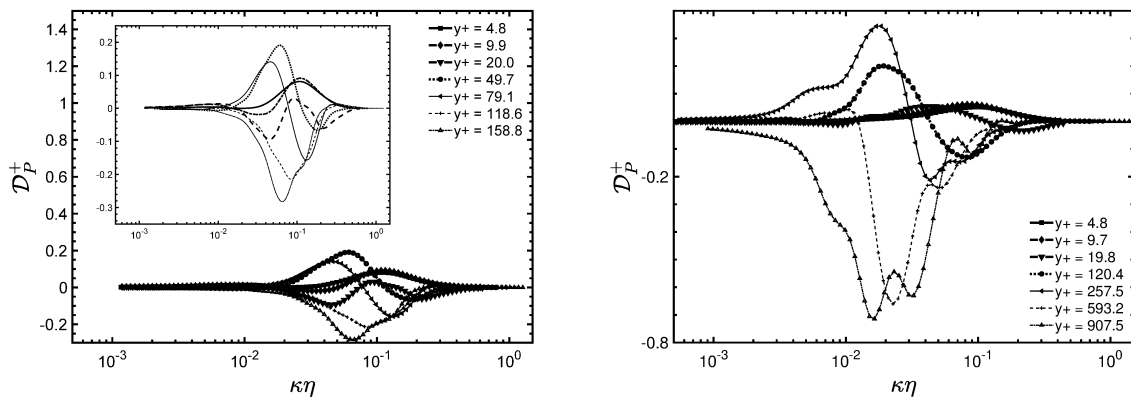 1.4
1.2
1
0.8
0.6
0.4
0.2
0
-0.2
𝒟_P^+
10⁻³
10⁻²
10⁻¹
10⁰
κη
0.2
0.1
0
-0.1
-0.2
-0.3
10⁻³
10⁻²
10⁻¹
10⁰
y+ = 4.8
y+ = 9.9
y+ = 20.0
y+ = 49.7
y+ = 79.1
y+ = 118.6
y+ = 158.8
-0.2
-0.8
𝒟_P^+
10⁻³
10⁻²
10⁻¹
10⁰
κη
y+ = 4.8
y+ = 9.7
y+ = 19.8
y+ = 120.4
y+ = 257.5
y+ = 593.2
y+ = 907.5